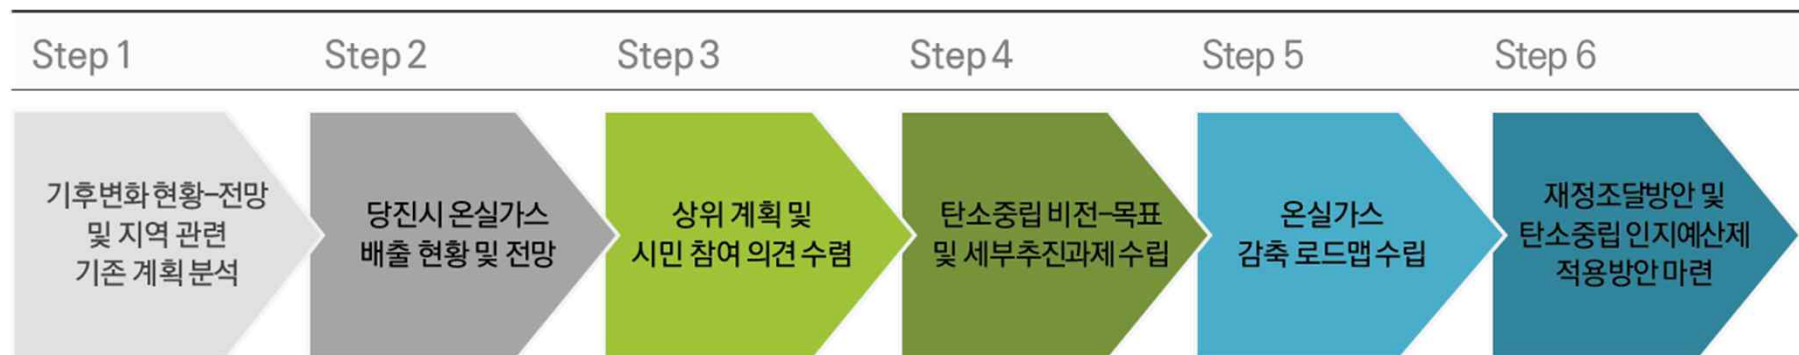 Step 1
Step 2
Step 3
Step 4
Step 5
Step 6
기후변화 현황-전망
및 지역 관련
기존 계획 분석
당진시 온실가스
배출 현황 및 전망
상위 계획 및
시민 참여 의견 수렴
탄소중립 비전-목표
및 세부추진과제 수립
온실가스
감축 로드맵 수립
재정조달방안 및
탄소중립 인지예산제
적용방안 마련